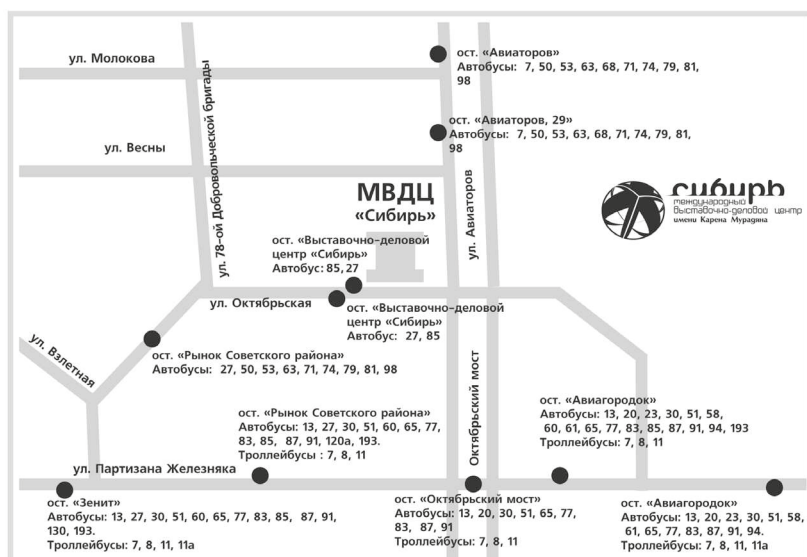 ул. Молокова
ост. «Авиаторов»
Автобусы: 7, 50, 53, 63, 68, 71, 74, 79, 81,
98
ул. 78-ой Добровольческой бригады
ост. «Авиаторов, 29»
Автобусы: 7, 50, 53, 63, 68, 71, 74, 79, 81,
98
ул. Весны
МВДЦ
«Сибирь»
ул. Авиаторов
сибирь
международный
выставочно-деловой центр
имени Карена Мурадяна
ост. «Выставочно-деловой
центр «Сибирь»
Автобус: 85, 27
ул. Октябрьская
ост. «Выставочно-деловой
центр «Сибирь»
Автобус: 27, 85
ул. Взлетная
ост. «Рынок Советского района»
Автобусы: 27, 50, 53, 63, 71, 74, 79, 81, 98
Октябрьский мост
ост. «Рынок Советского района»
Автобусы: 13, 27, 30, 51, 60, 65, 77,
83, 85, 87, 91, 120а, 193.
Троллейбусы : 7, 8, 11
ост. «Авиагородок»
Автобусы: 13, 20, 23, 30, 51, 58,
60, 61, 65, 77, 83, 85, 87, 91, 94, 193
Троллейбусы: 7, 8, 11
ул. Партизана Железняка
ост. «Зенит»
Автобусы: 13, 27, 30, 51, 60, 65, 77, 83, 85, 87, 91,
130, 193.
Троллейбусы: 7, 8, 11, 11а
ост. «Октябрьский мост»
Автобусы: 13, 20, 30, 51, 65, 77,
83, 87, 91
Троллейбусы: 7, 8, 11
ост. «Авиагородок»
Автобусы: 13, 20, 23, 30, 51, 58,
61, 65, 77, 83, 87, 91, 94.
Троллейбусы: 7, 8, 11, 11а